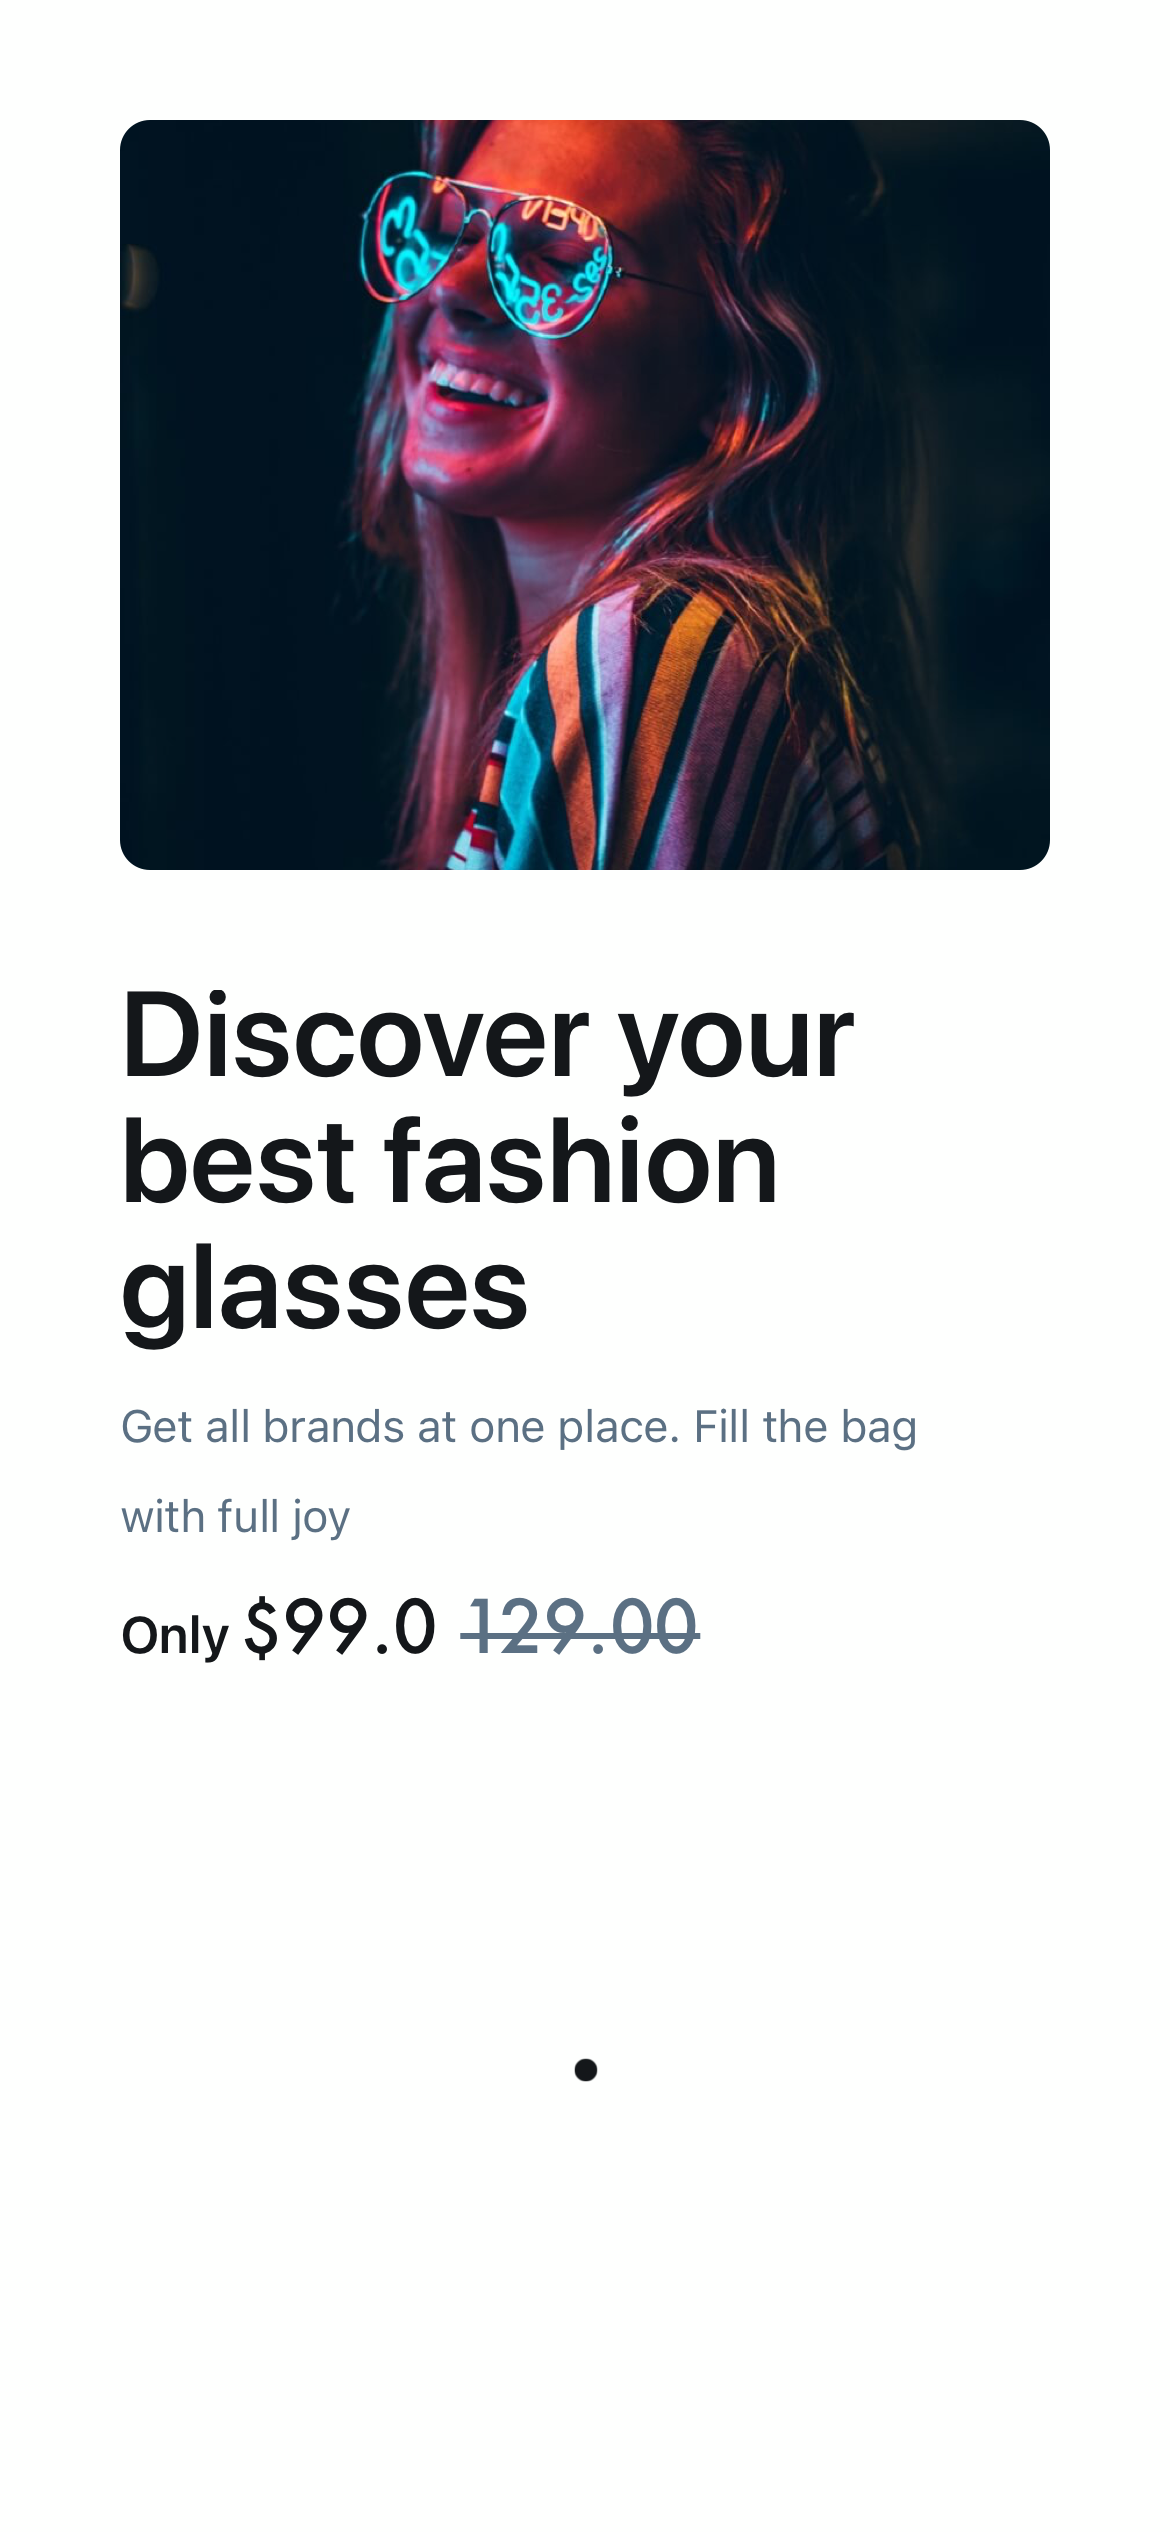 Discover your
best fashion
glasses
Get all brands at one place. Fill the bag
with full joy
Only $99.0 129.00